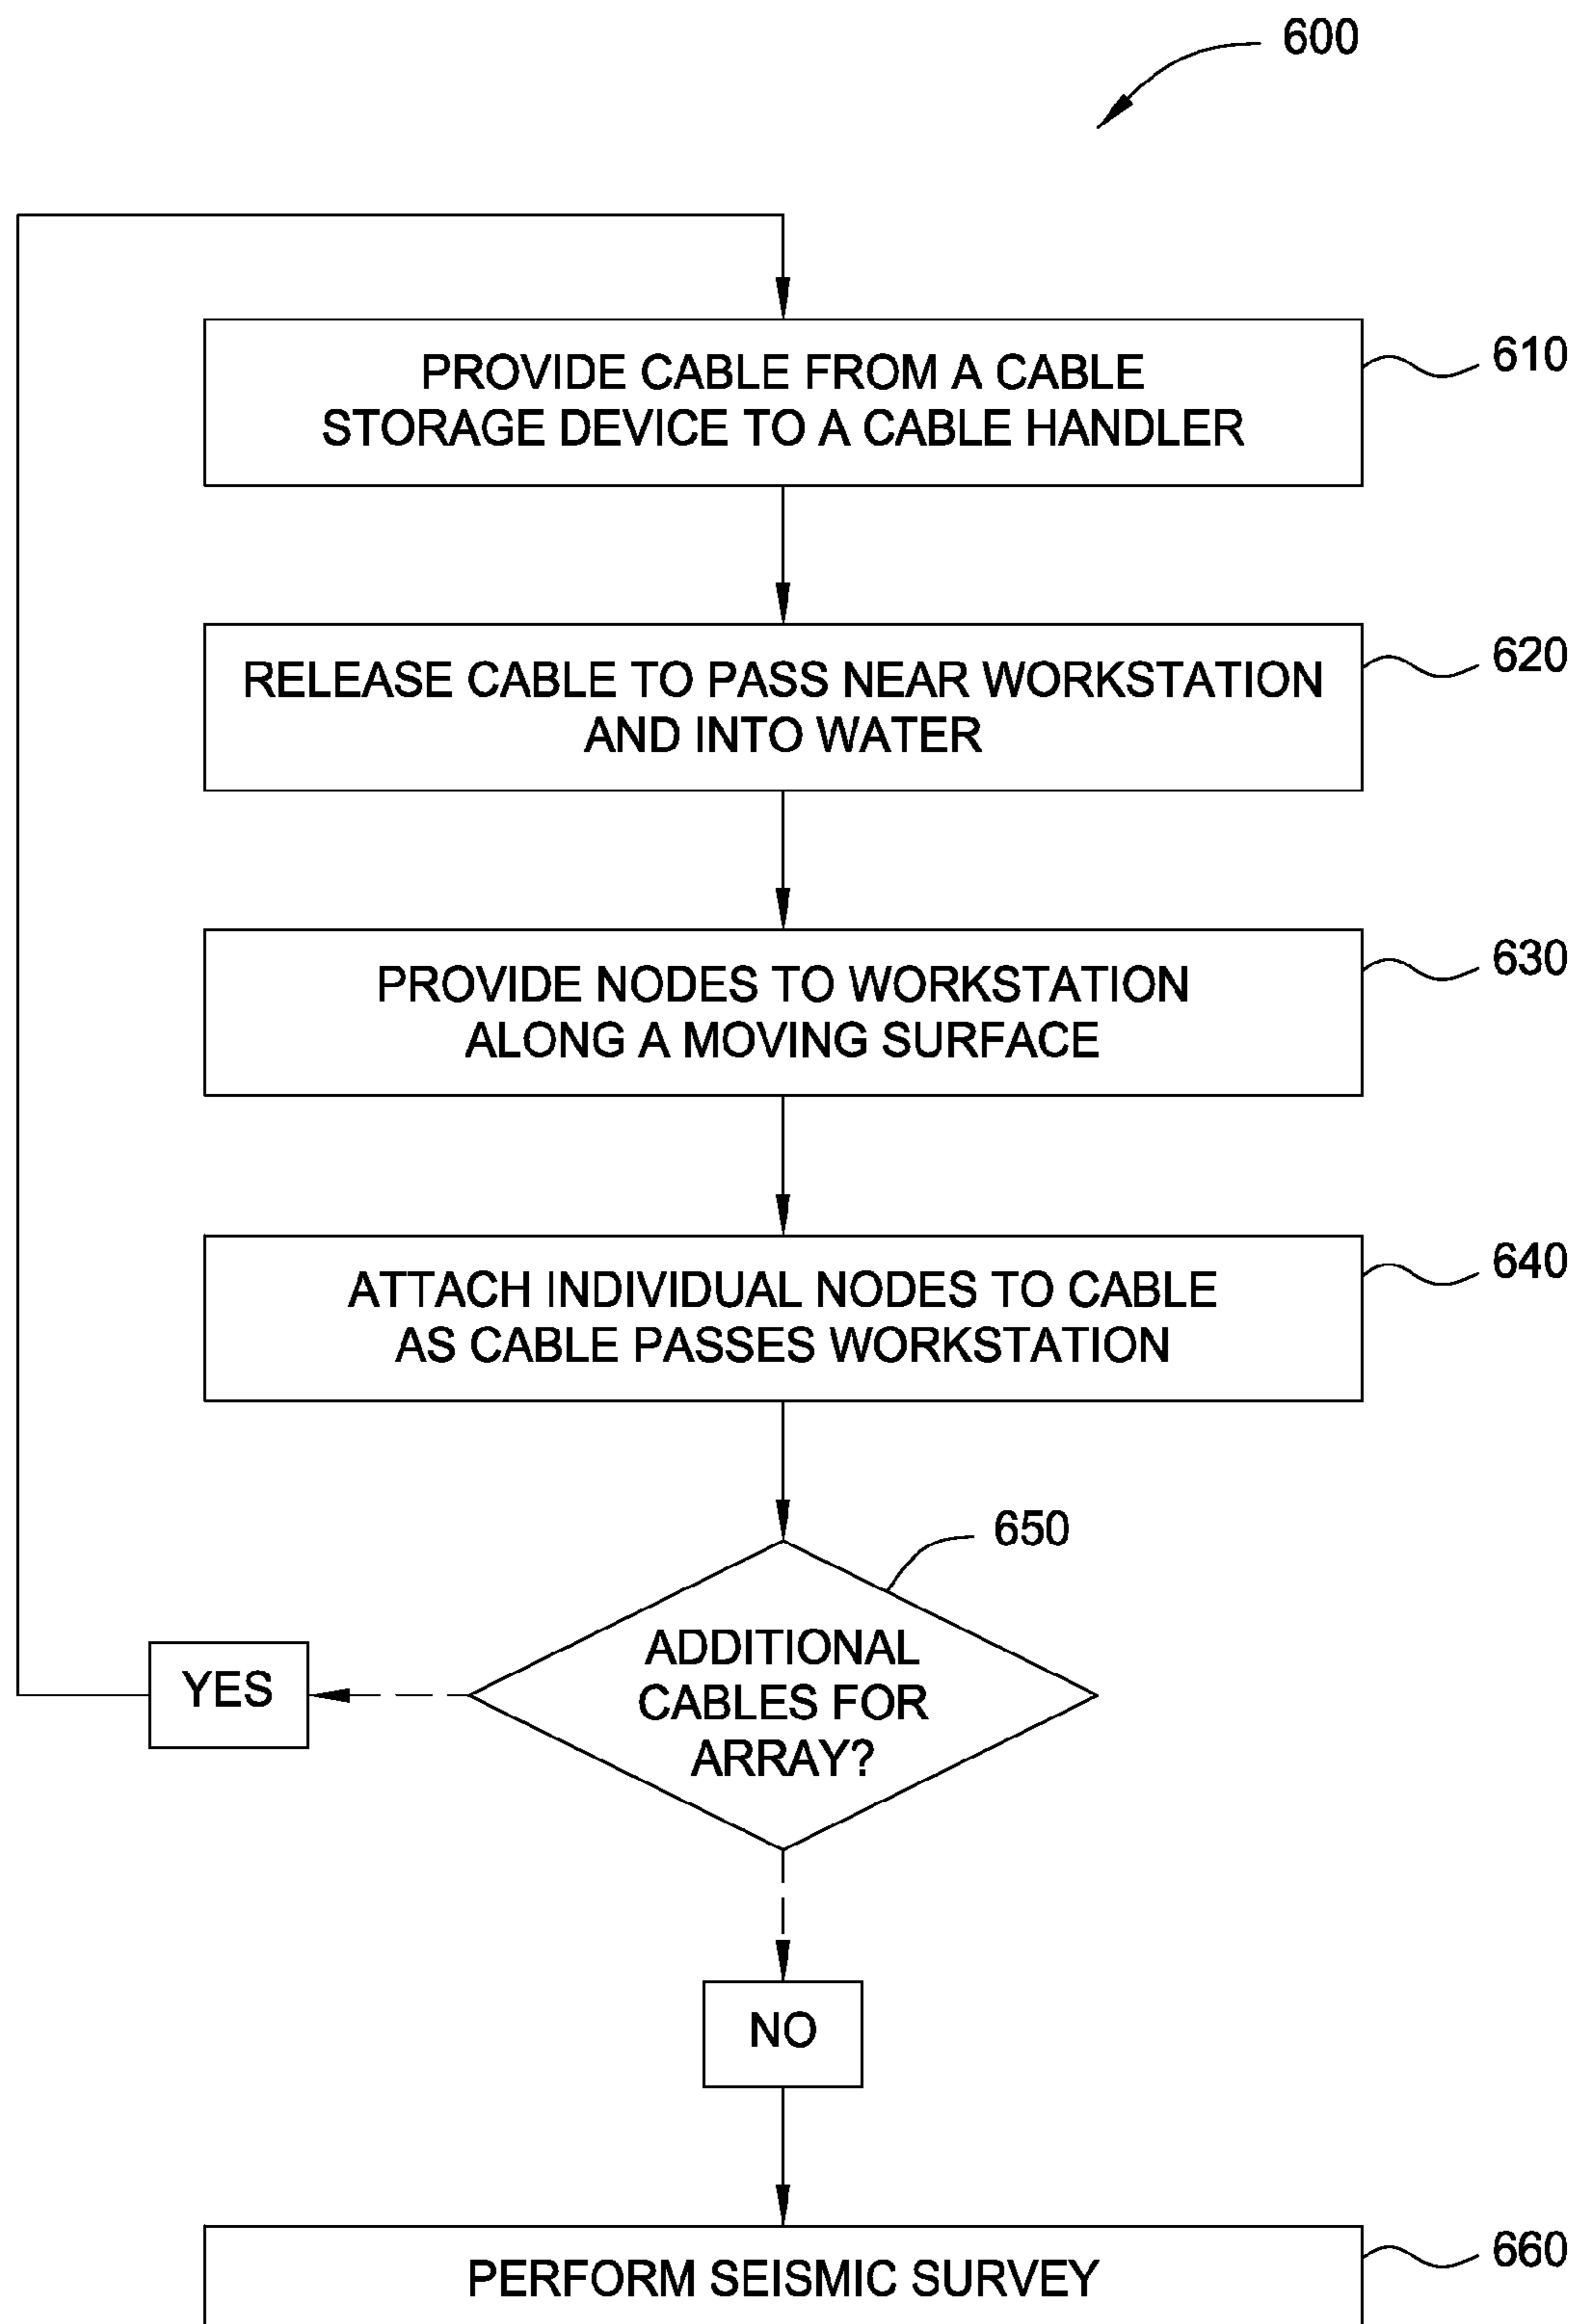 600
PROVIDE CABLE FROM A CABLE
STORAGE DEVICE TO A CABLE HANDLER
610
RELEASE CABLE TO PASS NEAR WORKSTATION
AND INTO WATER
620
PROVIDE NODES TO WORKSTATION
ALONG A MOVING SURFACE
630
ATTACH INDIVIDUAL NODES TO CABLE
AS CABLE PASSES WORKSTATION
640
650
ADDITIONAL
CABLES FOR
ARRAY?
YES
NO
PERFORM SEISMIC SURVEY
660